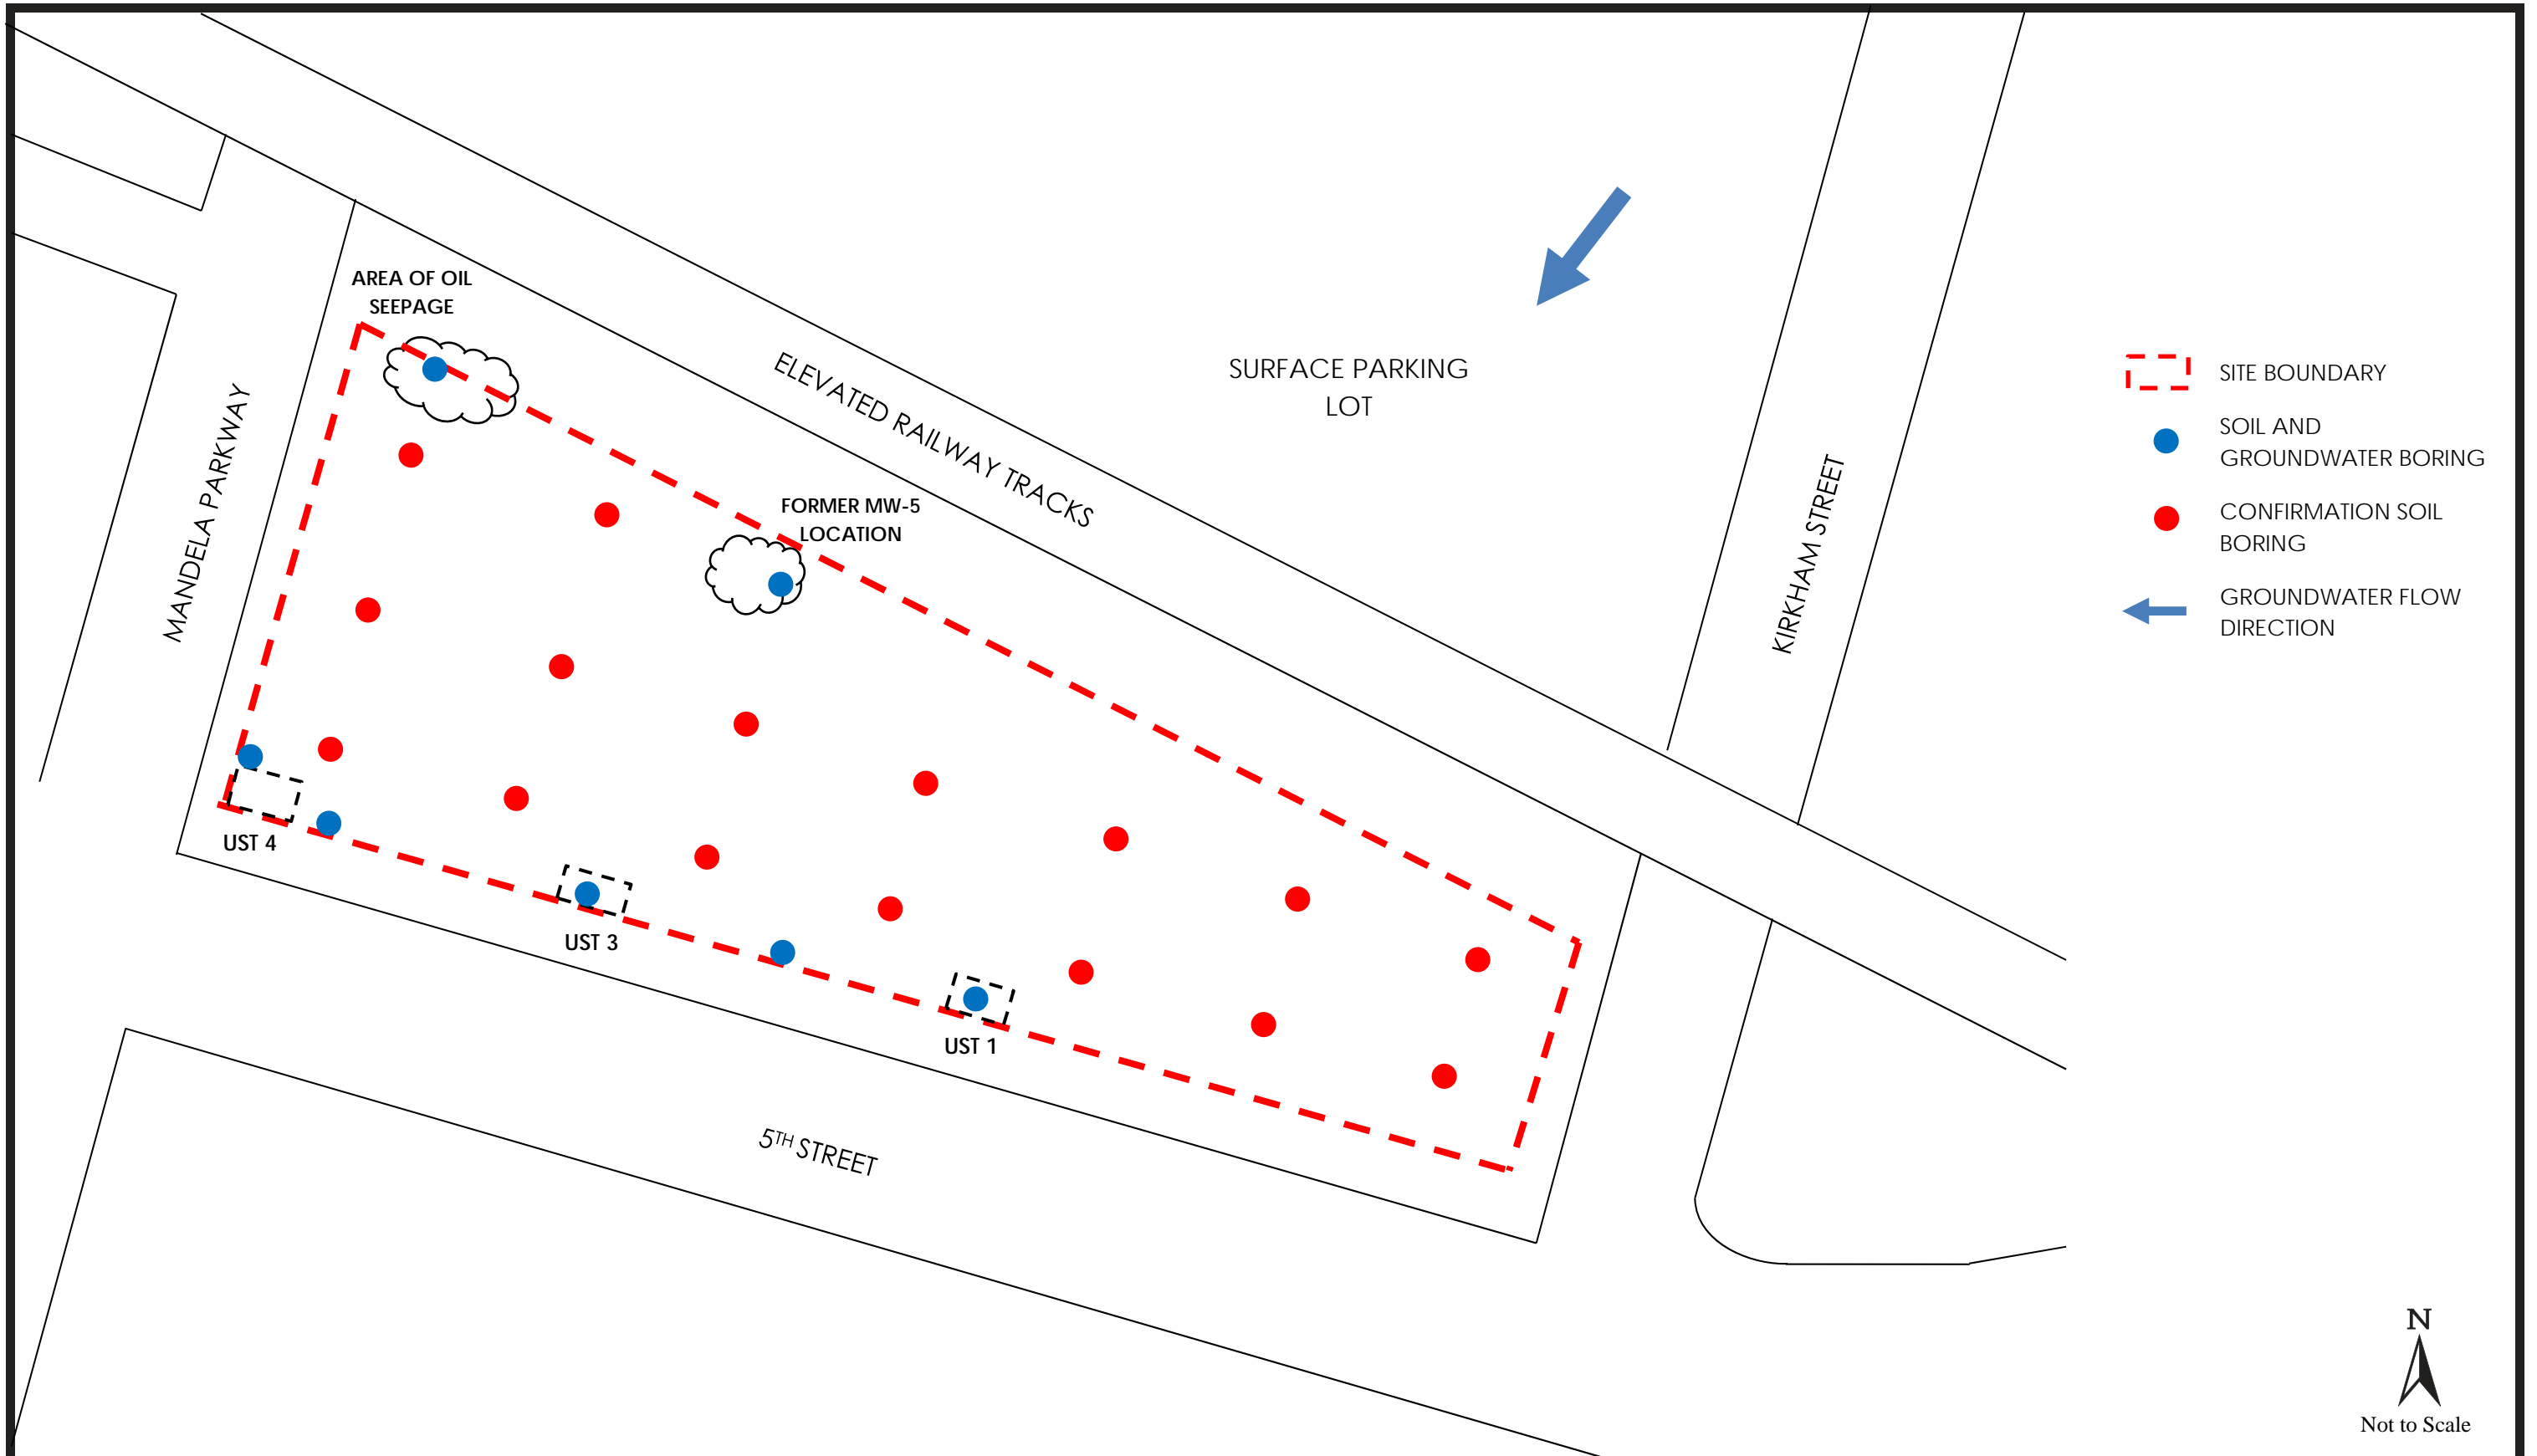 AREA OF OIL
SEEPAGE
ELEVATED RAILWAY TRACKS
SURFACE PARKING
LOT
MANDELA PARKWAY
KIRKHAM STREET
FORMER MW-5
LOCATION
UST 4
UST 3
UST 1
5TH STREET
SITE BOUNDARY
SOIL AND
GROUNDWATER BORING
CONFIRMATION SOIL
BORING
GROUNDWATER FLOW
DIRECTION
N
Not to Scale